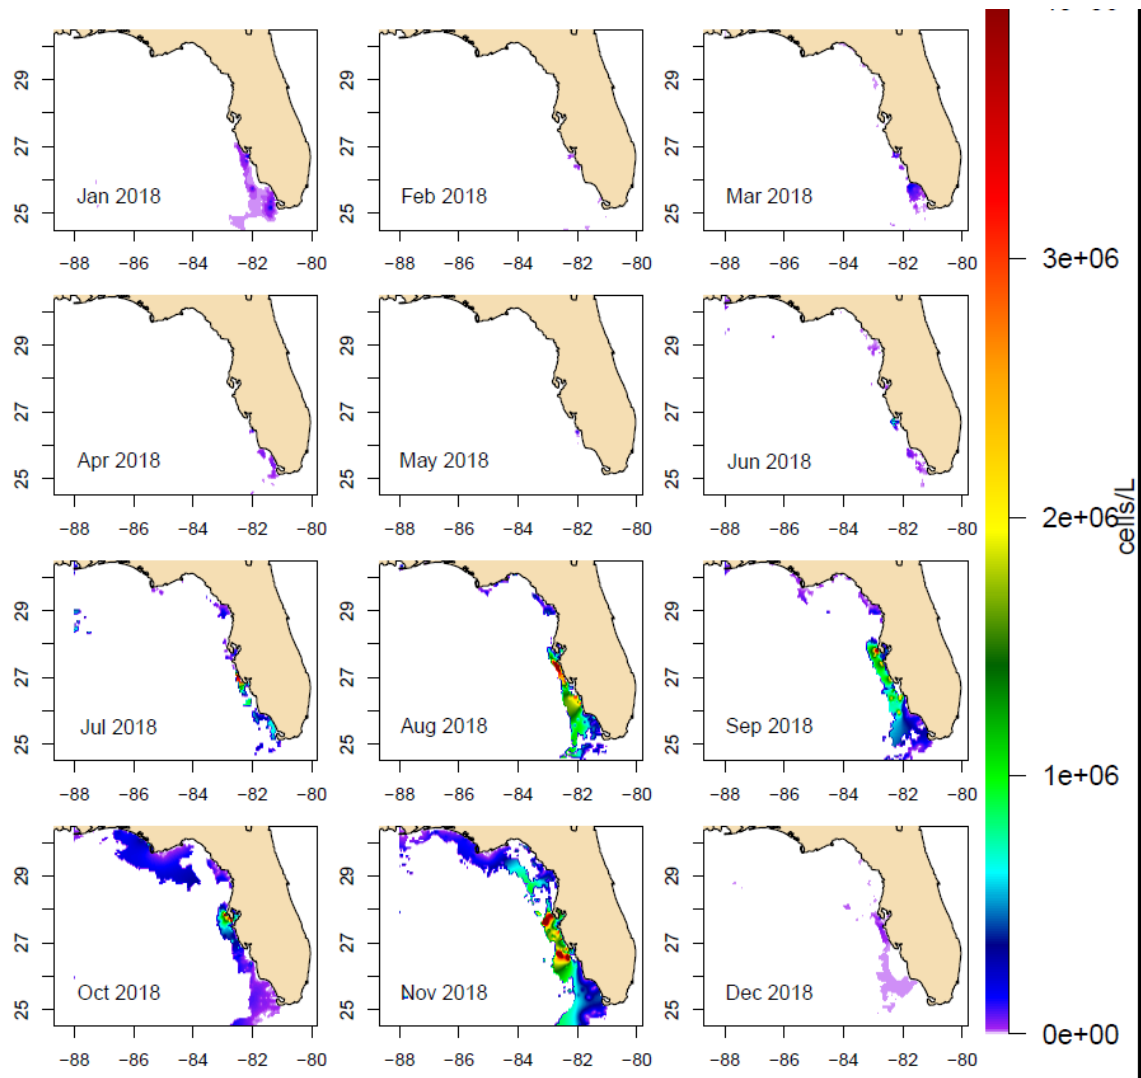 29 29 29
27 27 27
25 Jan 2018 25 Feb 2018 25 Mar 2018
−88 −86 −84 −82 −80 −88 −86 −84 −82 −80 −88 −86 −84 −82 −80
3e+06
29 29 29
27 27 27
25 Apr 2018 25 May 2018 25 Jun 2018
−88 −86 −84 −82 −80 −88 −86 −84 −82 −80 −88 −86 −84 −82 −80
2e+06
cells/L
29 29 29
27 27 27
25 Jul 2018 25 Aug 2018 25 Sep 2018
−88 −86 −84 −82 −80 −88 −86 −84 −82 −80 −88 −86 −84 −82 −80
1e+06
29 29 29
27 27 27
25 Oct 2018 25 Nov 2018 25 Dec 2018
−88 −86 −84 −82 −80 −88 −86 −84 −82 −80 −88 −86 −84 −82 −80
0e+00